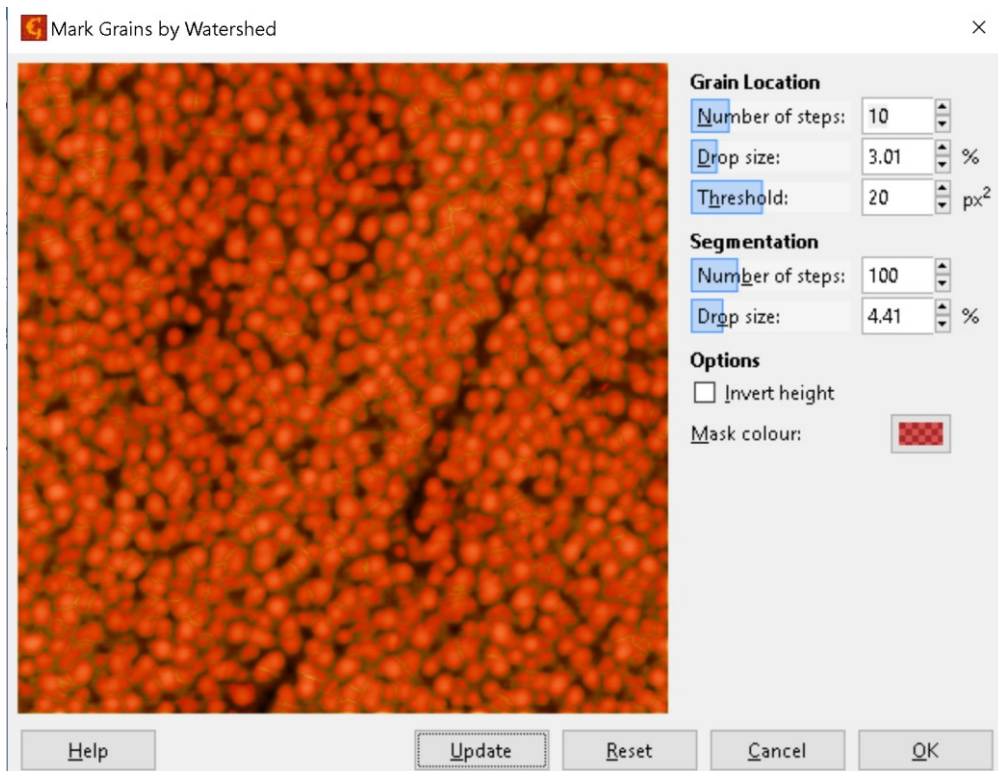 Mark Grains by Watershed
Grain Location
Number of steps: 10
Drop size: 3.01 %
Threshold: 20 px²
Segmentation
Number of steps: 100
Drop size: 4.41 %
Options
Invert height
Mask colour:
Help Update Reset Cancel OK